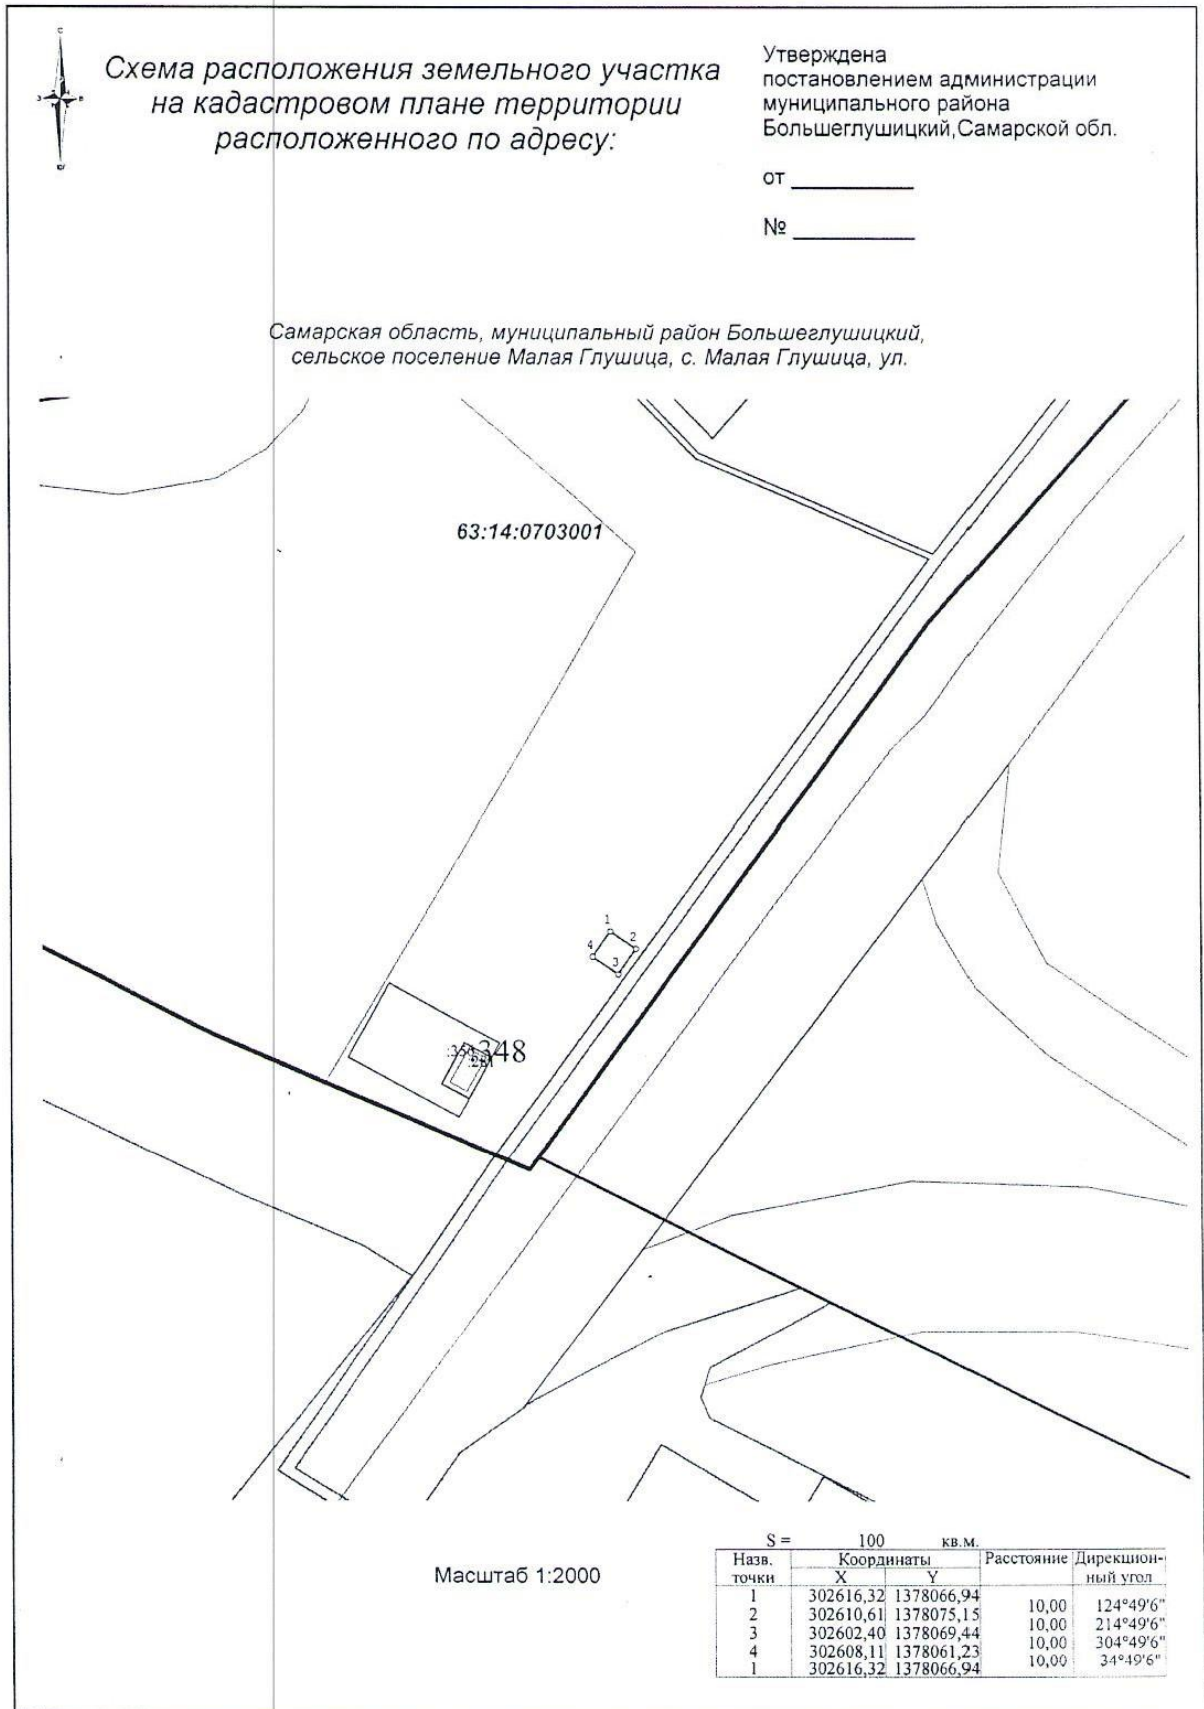 С
З В
Ю
Схема расположения земельного участка
на кадастровом плане территории
расположенного по адресу:
Утверждена
постановлением администрации
муниципального района
Большеглушицкий,Самарской обл.
от
№
Самарская область, муниципальный район Большеглушицкий,
сельское поселение Малая Глушица, с. Малая Глушица, ул.
63:14:0703001
1
2
4
3
348
Масштаб 1:2000
S = 100 кв.м.
Назв. Координаты Расстояние Дирекцион-
точки X Y ный угол
1 302616,32 1378066,94
10,00 124°49'6"
2 302610,61 1378075,15
10,00 214°49'6"
3 302602,40 1378069,44
10,00 304°49'6"
4 302608,11 1378061,23
10,00 34°49'6"
1 302616,32 1378066,94